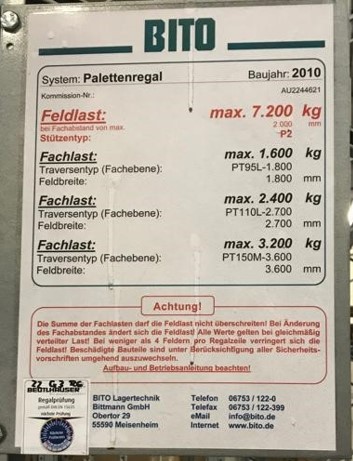 BITO
System: Palettenregal Baujahr: 2010
Kommission-Nr.: AU2244621
Feldlast: max. 7.200 kg
bei Fachabstand von max. 2.000 mm
Stützentyp: P2
Fachlast: max. 1.600 kg
Traversentyp (Fachebene): PT95L-1.800
Feldbreite: 1.800 mm
Fachlast: max. 2.400 kg
Traversentyp (Fachebene): PT110L-2.700
Feldbreite: 2.700 mm
Fachlast: max. 3.200 kg
Traversentyp (Fachebene): PT150M-3.600
Feldbreite: 3.600 mm
Achtung!
Die Summe der Fachlasten darf die Feldlast nicht überschreiten! Bei Änderung
des Fachabstandes ändert sich die Feldlast! Alle Werte gelten bei gleichmäßig
verteilter Last! Bei weniger als 4 Feldern pro Regalzeile verringert sich die
Feldlast! Beschädigte Bauteile sind unter Berücksichtigung aller Sicherheits-
vorschriften umgehend auszuwechseln.
Aufbau- und Betriebsanleitung beachten!
BEUTLHAUSER
Regalprüfung
Nächste Prüfung
BITO Lagertechnik Telefon 06753 / 122-0
Bittmann GmbH Telefax 06753 / 122-399
Obertor 29 eMail info@bito.de
55590 Meisenheim Internet www.bito.de